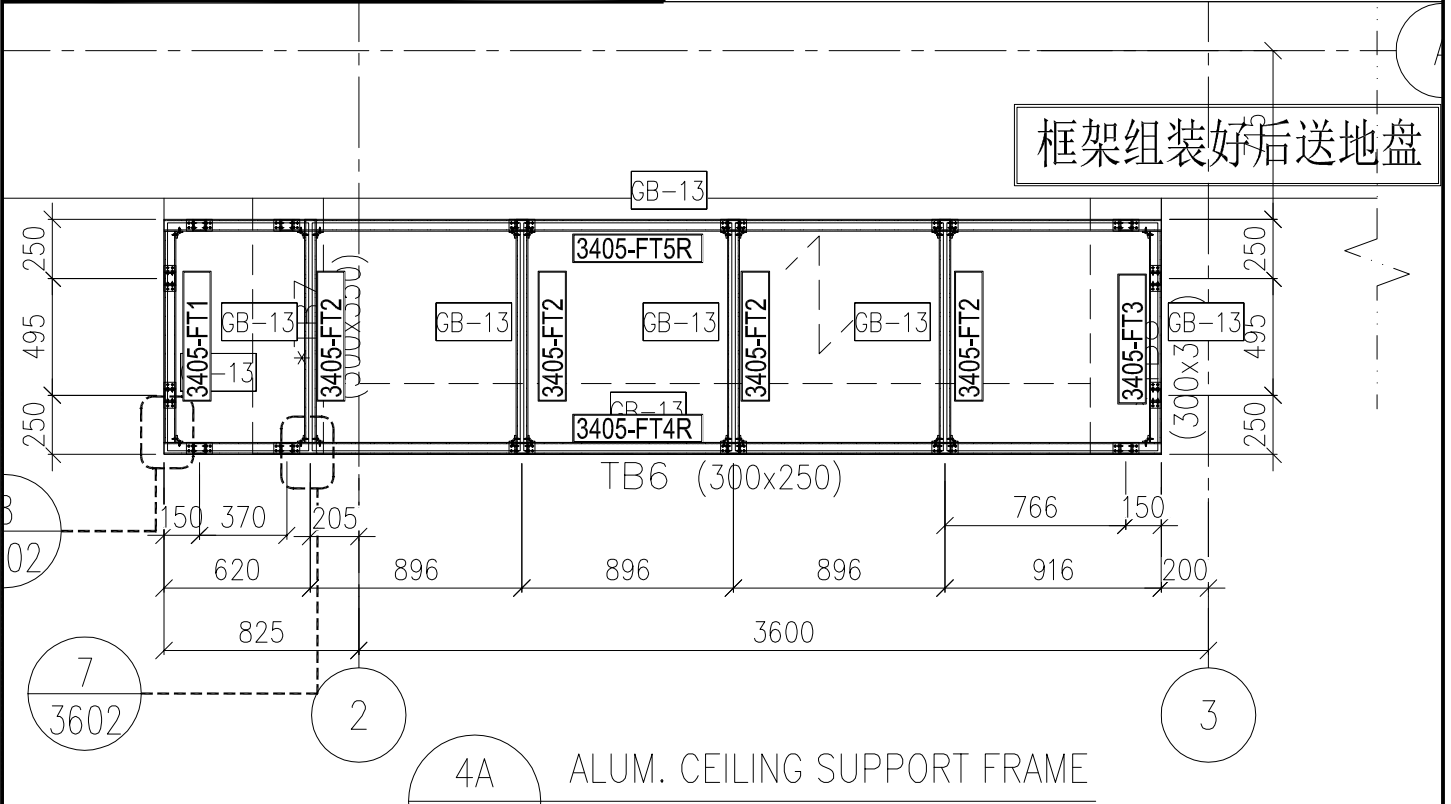 框架组装好后送地盘
GB-13
250
495
250
3405-FT5R
250
495
250
3405-FT1
GB-13
3405-FT2
GB-13
3405-FT2
GB-13
3405-FT2
GB-13
3405-FT2
3405-FT3
GB-13
-13
GB-13
3405-FT4R
TB6 (300x250)
150
370
205
766
150
620
896
896
896
916
200
825
3600
02
7
3602
2
3
4A
ALUM. CEILING SUPPORT FRAME